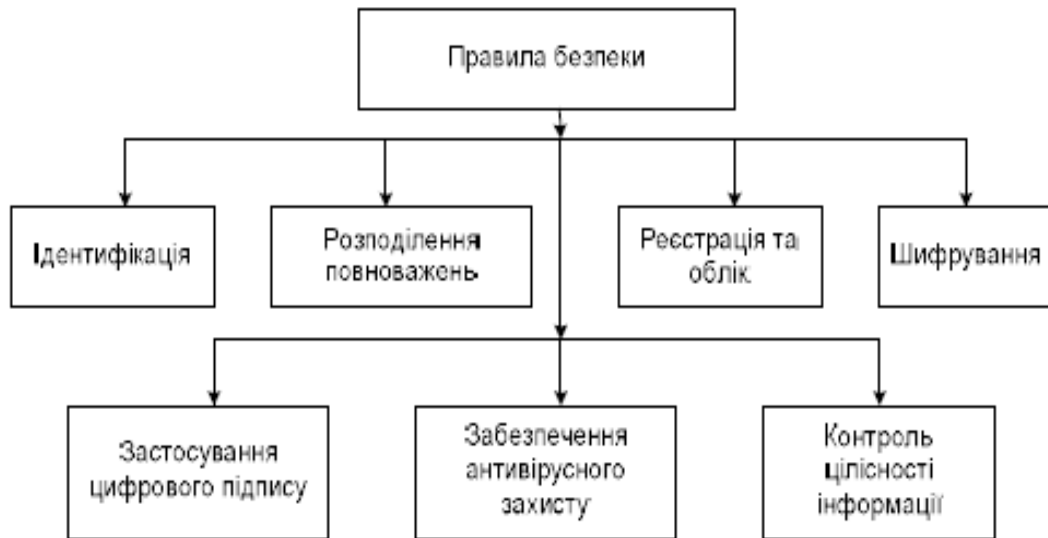 Правила безпеки
Ідентифікація
Розподілення
повноважень
Реєстрація та
облік
Шифрування
Застосування
цифрового підпису
Забезпечення
антивірусного
захисту
Контроль
цілісності
інформації